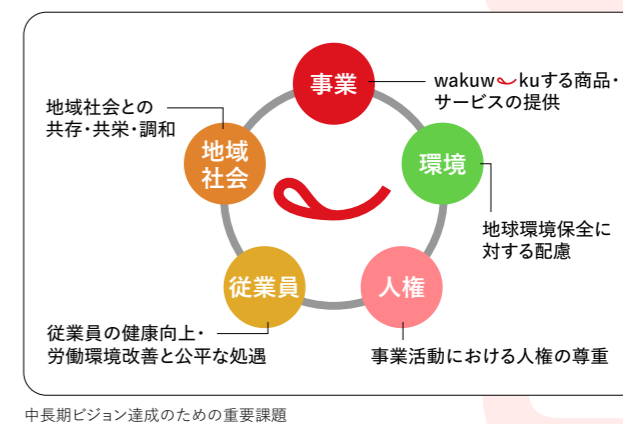 事業
wakuwakuする商品・
サービスの提供
環境
地球環境保全に
対する配慮
人権
事業活動における人権の尊重
従業員
従業員の健康向上・
労働環境改善と公平な処遇
地域
社会
地域社会との
共存・共栄・調和
中長期ビジョン達成のための重要課題